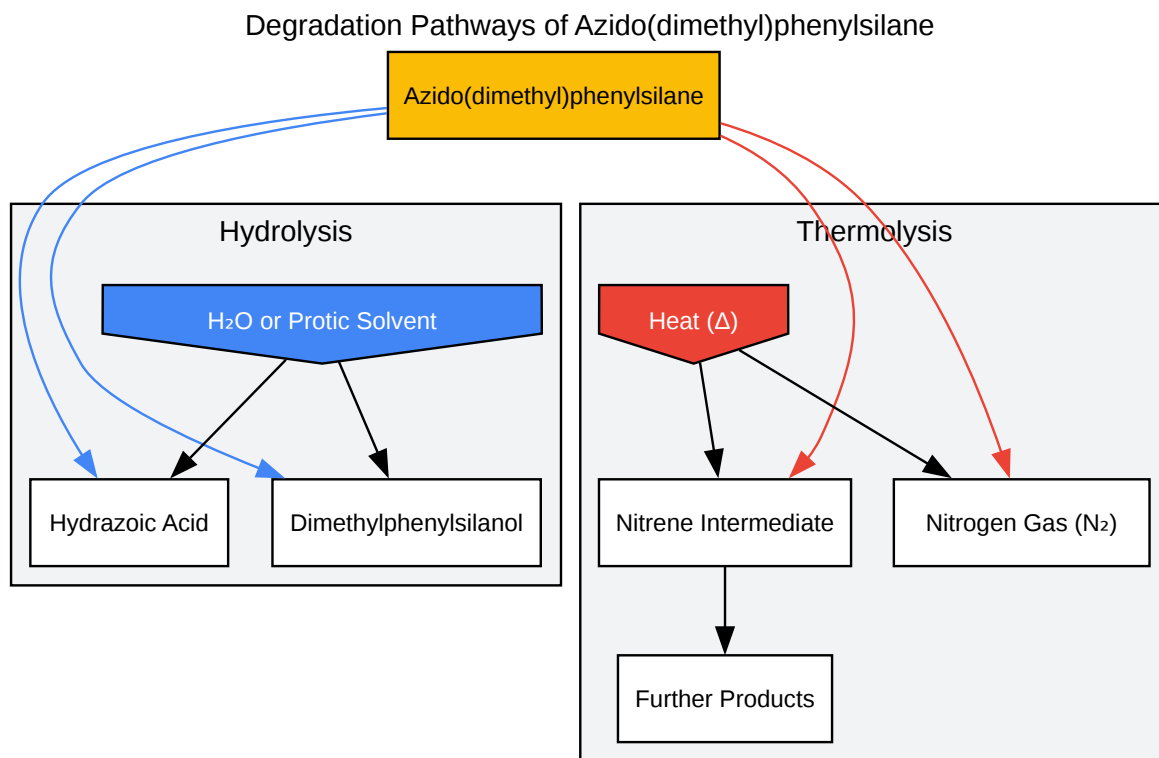 Degradation Pathways of Azido(dimethyl)phenylsilane
Azido(dimethyl)phenylsilane
Hydrolysis
Thermolysis
H₂O or Protic Solvent
Heat (Δ)
Hydrazoic Acid
Dimethylphenylsilanol
Nitrene Intermediate
Nitrogen Gas (N₂)
Further Products